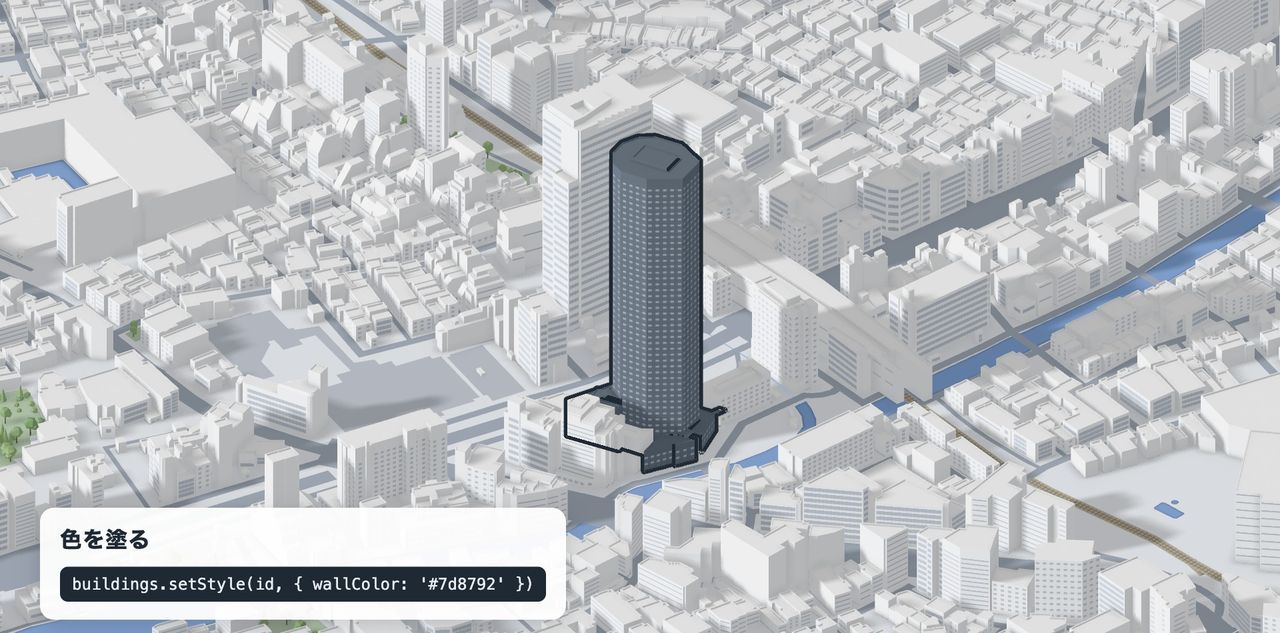 色を塗る
buildings.setStyle(id, { wallColor: '#7d8792' })